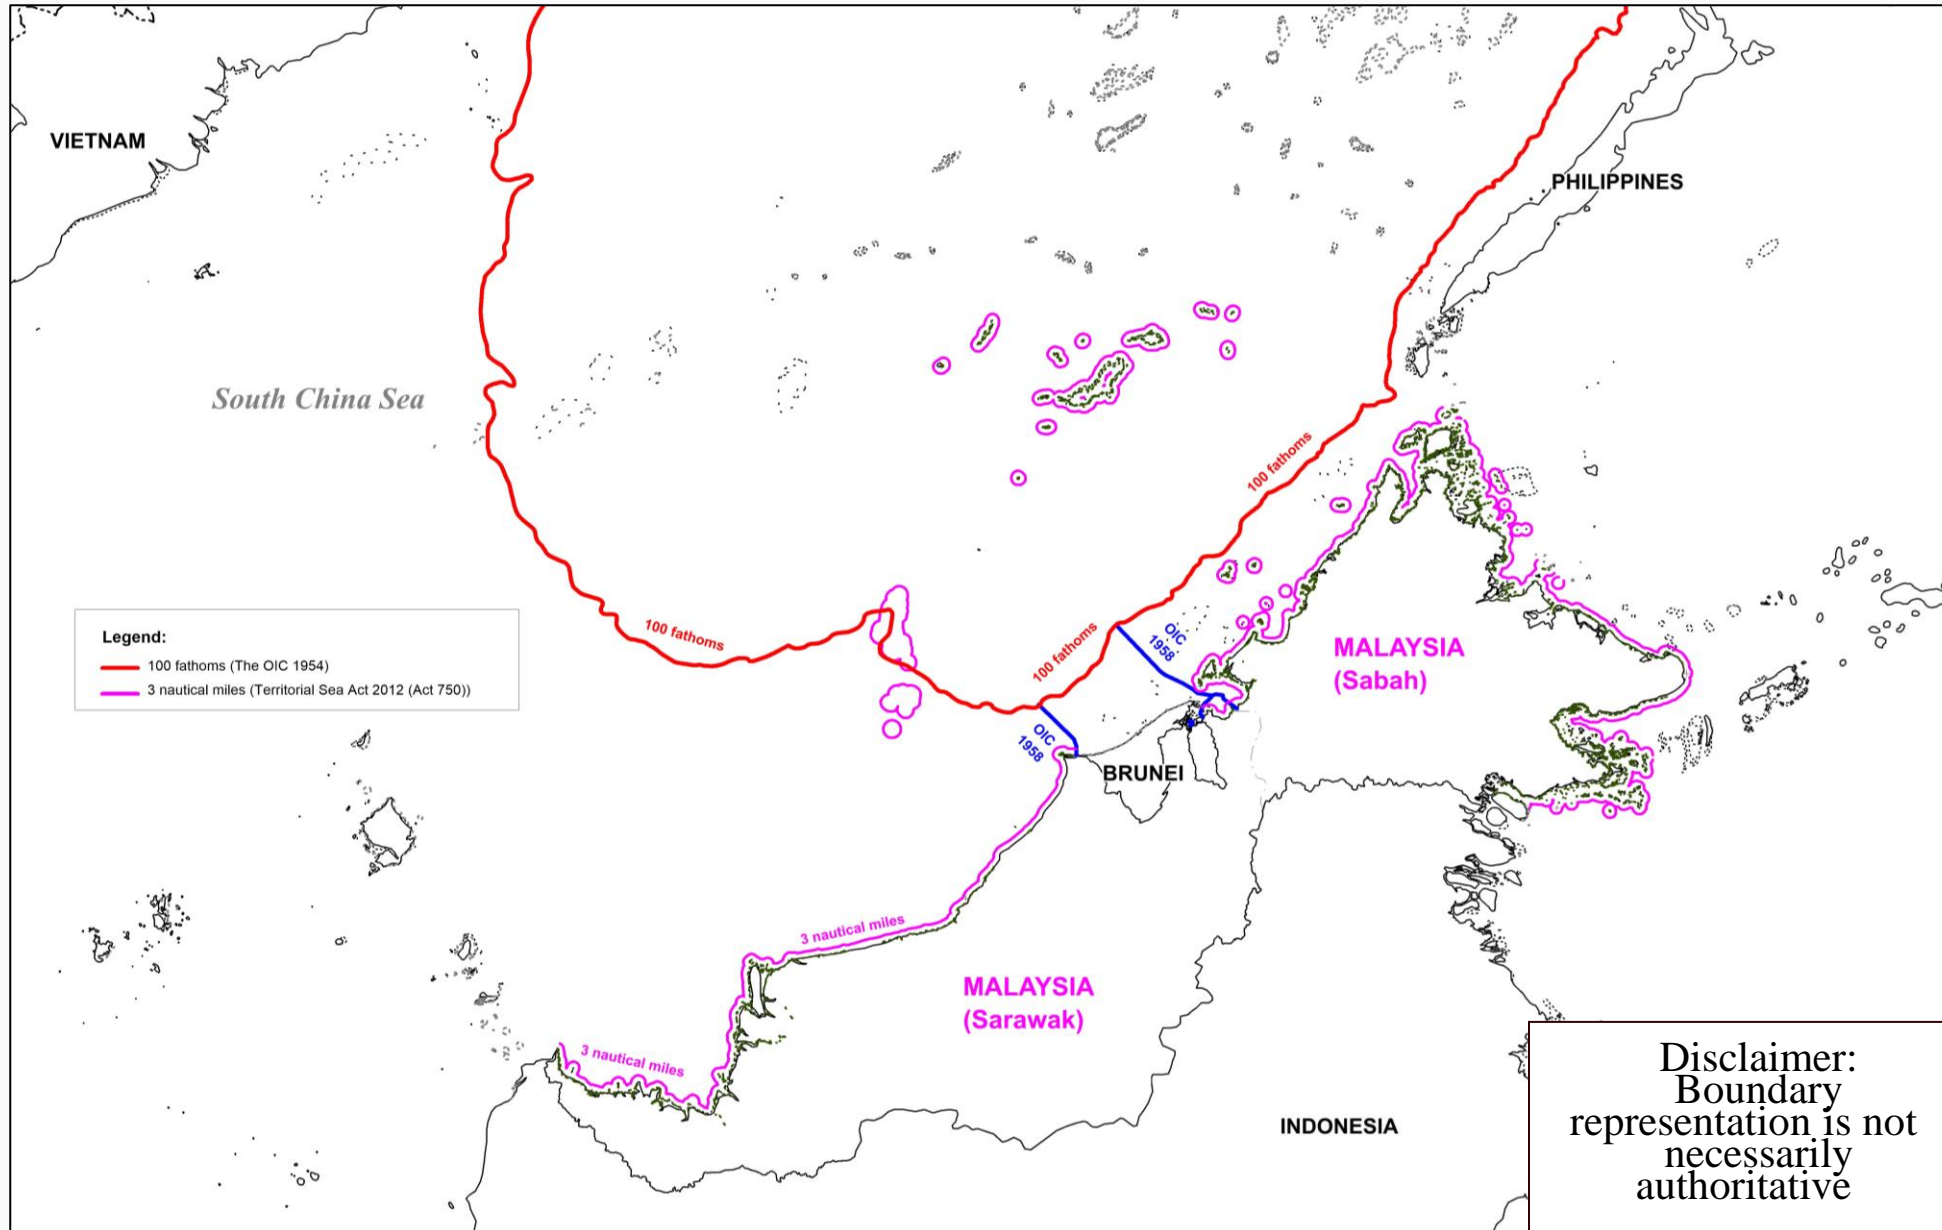 VIETNAM
PHILIPPINES
South China Sea
100 fathoms
100 fathoms
100 fathoms
OIC
1958
OIC
1958
Legend:
100 fathoms (The OIC 1954)
3 nautical miles (Territorial Sea Act 2012 (Act 750))
MALAYSIA
(Sabah)
BRUNEI
3 nautical miles
MALAYSIA
(Sarawak)
3 nautical miles
INDONESIA
Disclaimer:
Boundary
representation is not
necessarily
authoritative